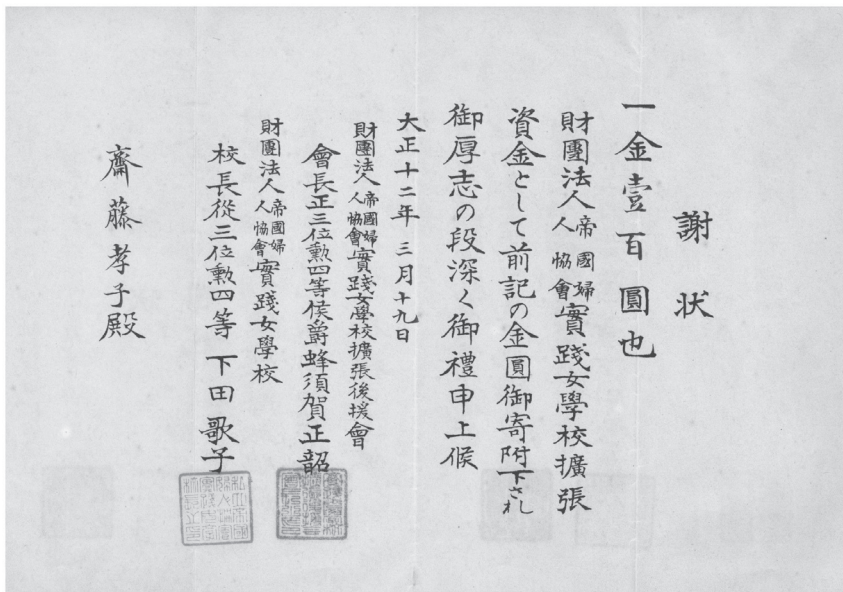 謝状
一金壹百圓也
財團法人帝國婦人協會實踐女學校擴張
資金として前記の金圓御寄附下され
御厚志の段深く御禮申上候
大正十二年三月十九日
財團法人帝國婦人協會實踐女學校擴張後援會
會長正三位勲四等侯爵蜂須賀正韶
財團法人帝國婦人協會實踐女學校
校長從三位勲四等下田歌子
齋藤孝子殿